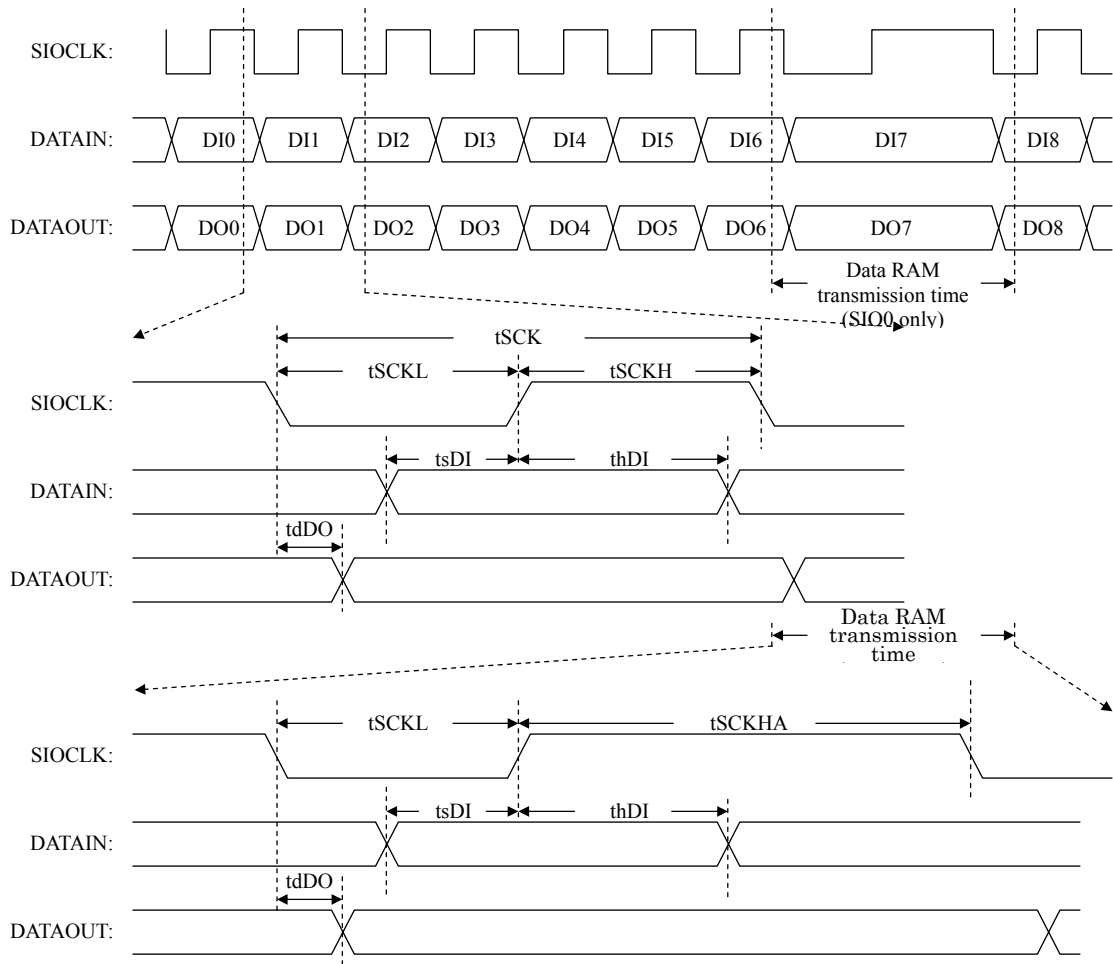 SIOCLK:
DATAIN: DI0 DI1 DI2 DI3 DI4 DI5 DI6 DI7 DI8
DATAOUT: DO0 DO1 DO2 DO3 DO4 DO5 DO6 DO7 DO8
Data RAM
transmission time
(SIO0 only)
tSCK
tSCKL tSCKH
SIOCLK:
tsDI thDI
DATAIN:
tdDO
DATAOUT:
Data RAM
transmission
time
tSCKL tSCKHA
SIOCLK:
tsDI thDI
DATAIN:
tdDO
DATAOUT: